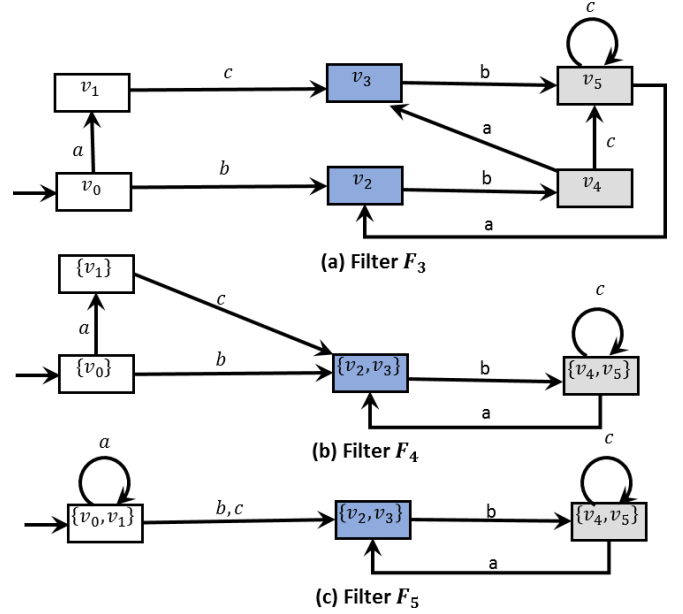 c
c
v₁
v₃
b
v₅
a
a
c
v₀
b
v₂
b
v₄
a
(a) Filter F₃
{v₁}
c
a
c
{v₀}
b
{v₂, v₃}
b
{v₄, v₅}
a
(b) Filter F₄
a
c
{v₀, v₁}
b, c
{v₂, v₃}
b
{v₄, v₅}
a
(c) Filter F₅